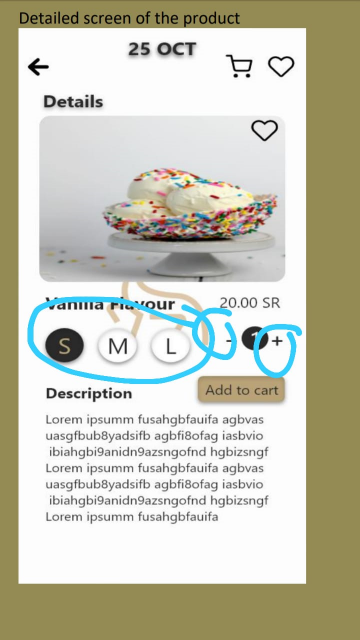 Detailed screen of the product
25 OCT
Details
Vanilla Flavour
20.00 SR
S M L - 1 +
Description
Add to cart
Lorem ipsumm fusahgbfauifa agbvas
uasgfbub8yadsifb agbfi8ofag iasbvio
ibiahgbi9anidn9azsngofnd hgbizsngf
Lorem ipsumm fusahgbfauifa agbvas
uasgfbub8yadsifb agbfi8ofag iasbvio
ibiahgbi9anidn9azsngofnd hgbizsngf
Lorem ipsumm fusahgbfauifa